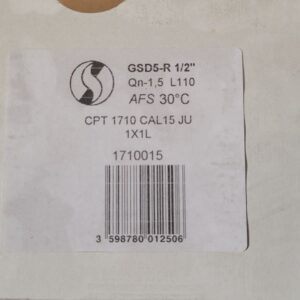 GSD5-R 1/2"
Qn-1,5 L110
AFS 30°C
CPT 1710 CAL15 JU
1X1L
1710015
3 598780 012506